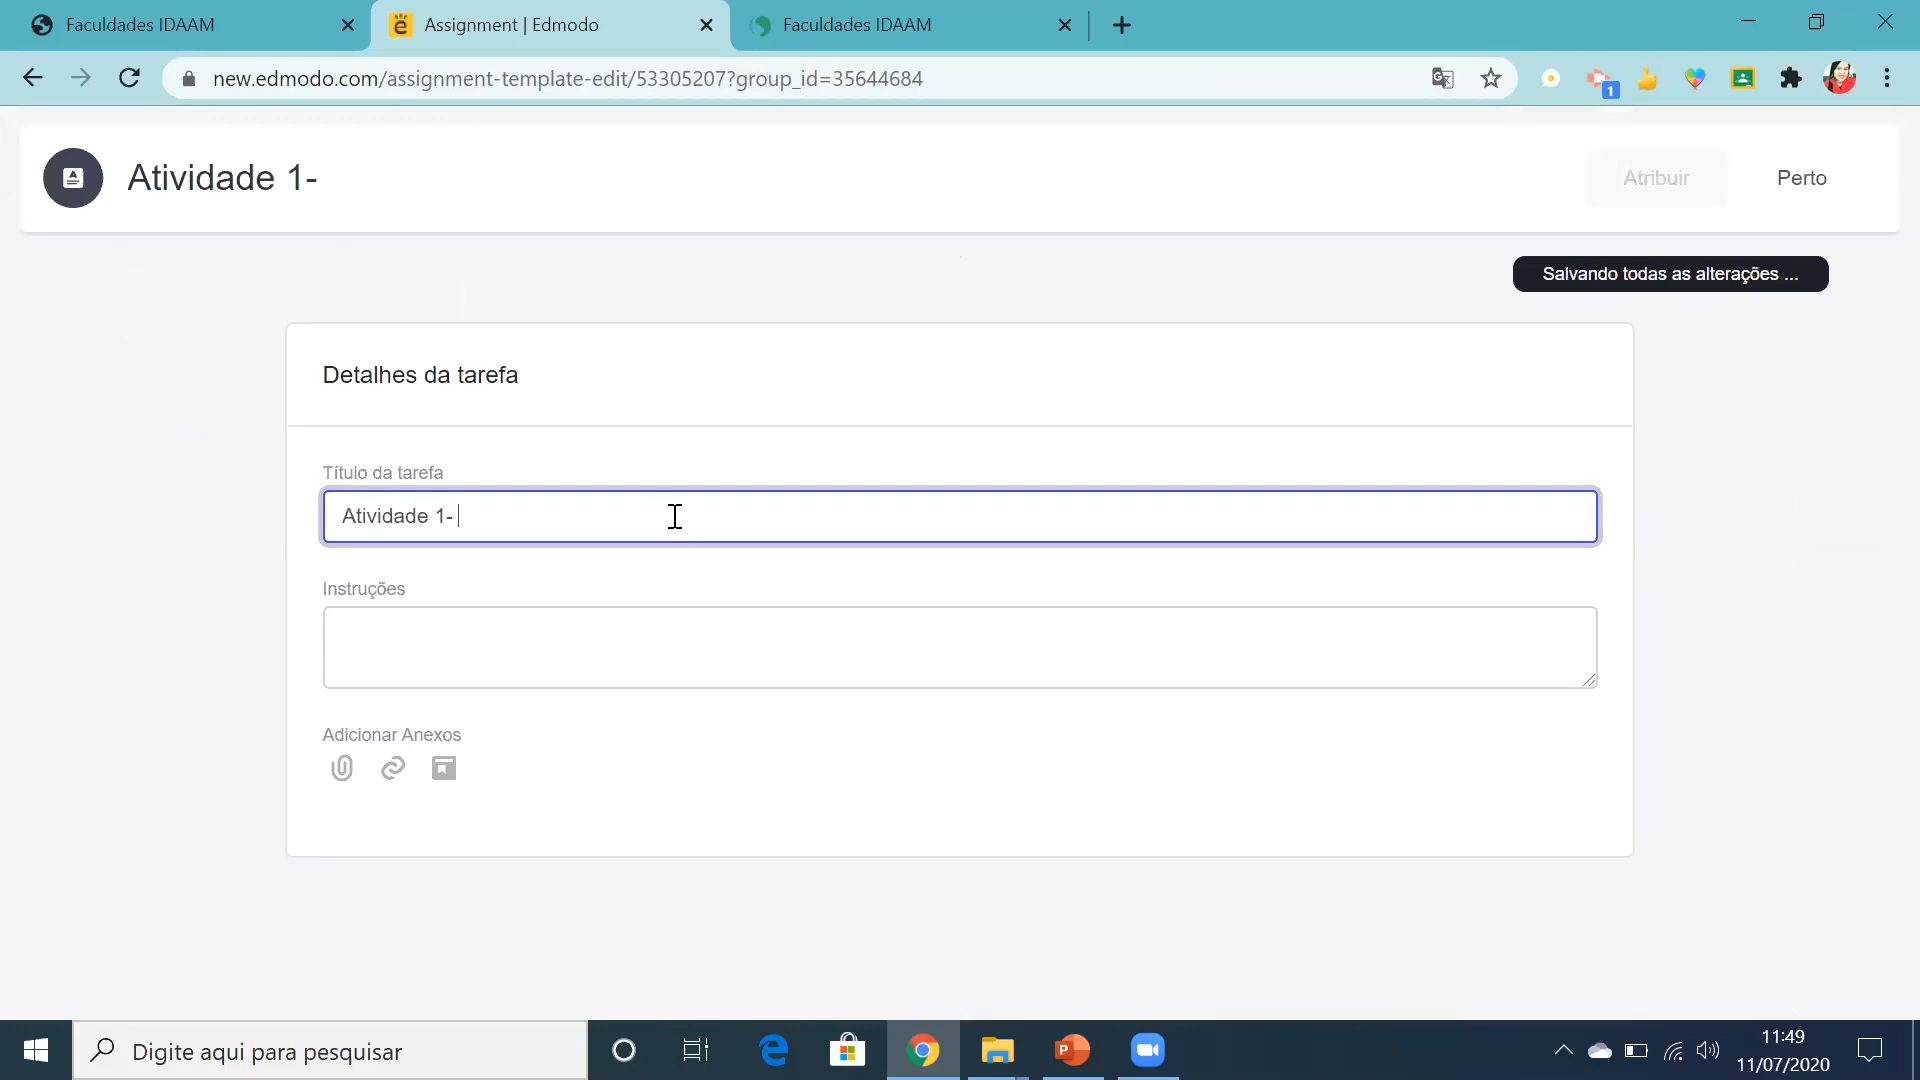 Faculdades IDAAM
Assignment | Edmodo
Faculdades IDAAM
new.edmodo.com/assignment-template-edit/53305207?group_id=35644684
1
Atividade 1-
Atribuir
Perto
Salvando todas as alterações ...
Detalhes da tarefa
Título da tarefa
Atividade 1-
Instruções
Adicionar Anexos
Digite aqui para pesquisar
11:49
11/07/2020